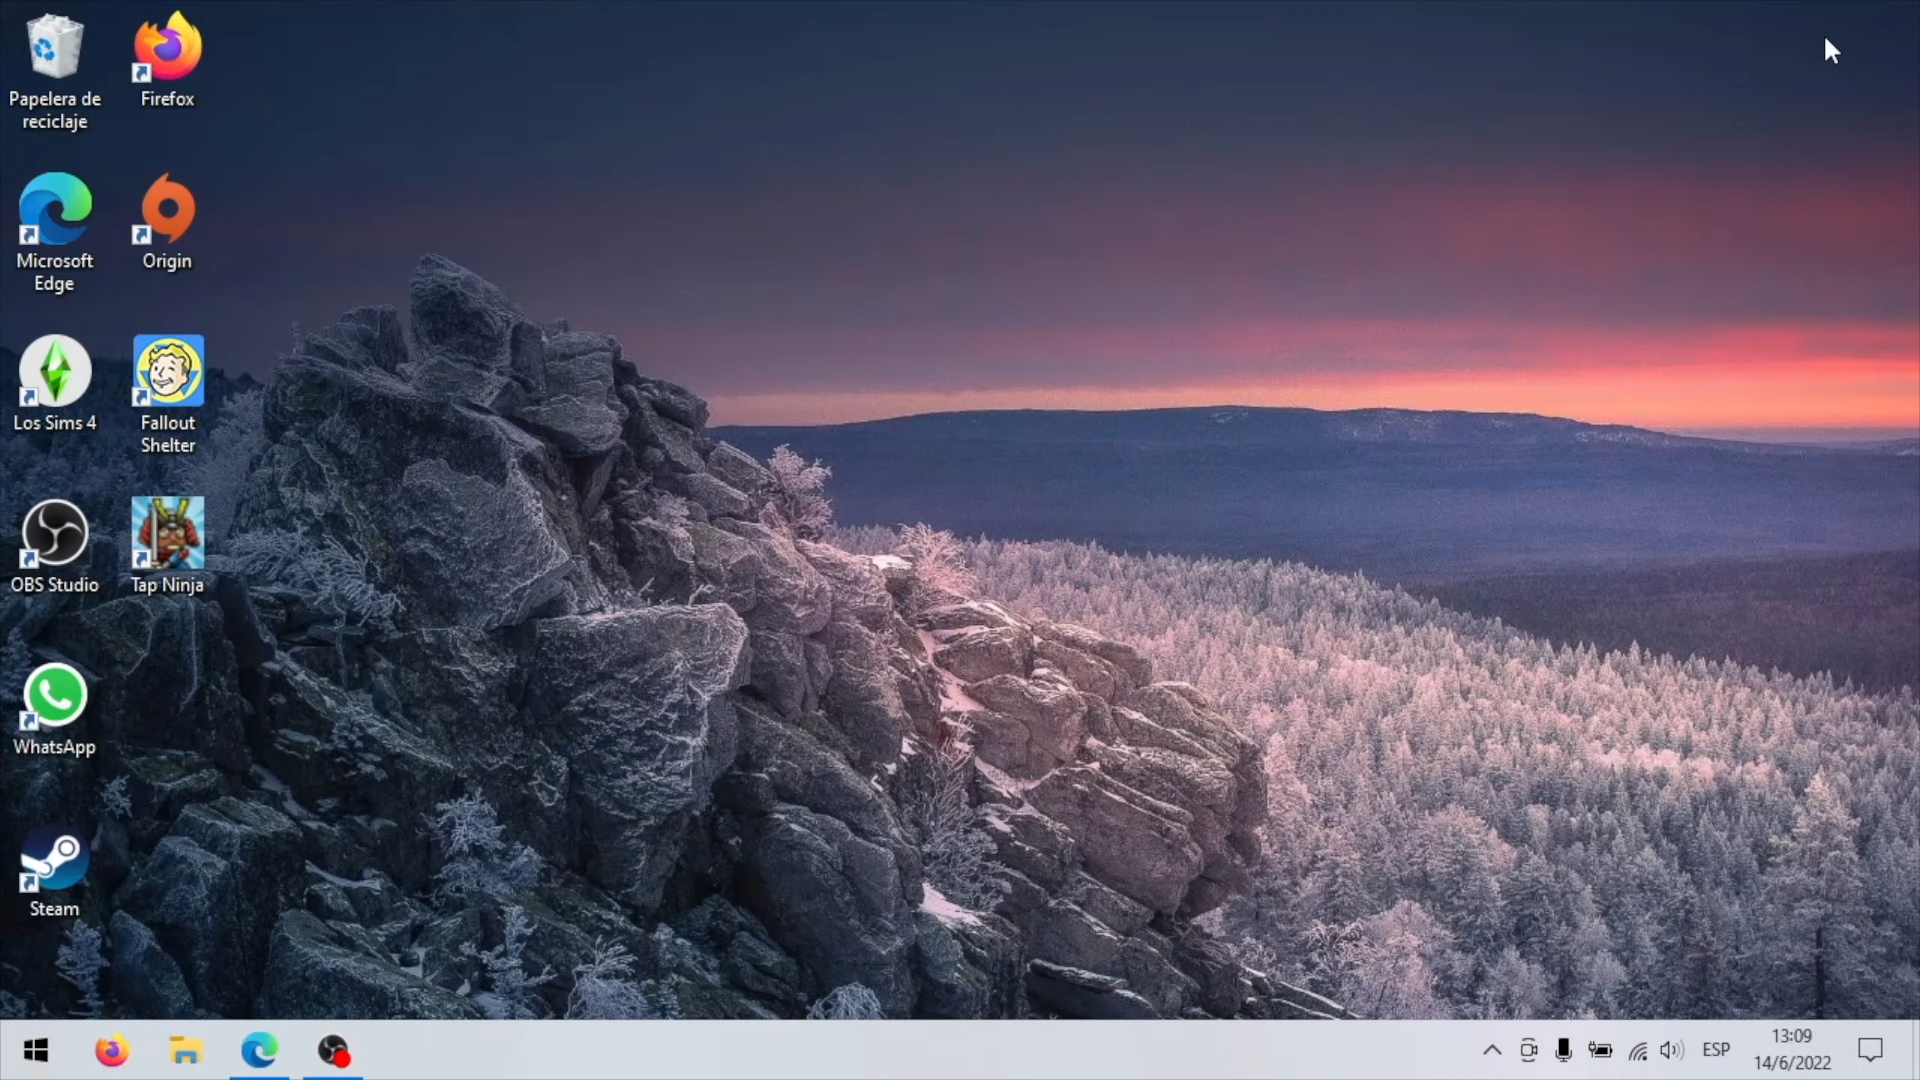 Papelera de
reciclaje
Firefox
Microsoft
Edge
Origin
Los Sims 4
Fallout
Shelter
OBS Studio
Tap Ninja
WhatsApp
Steam
ESP
13:09
14/6/2022